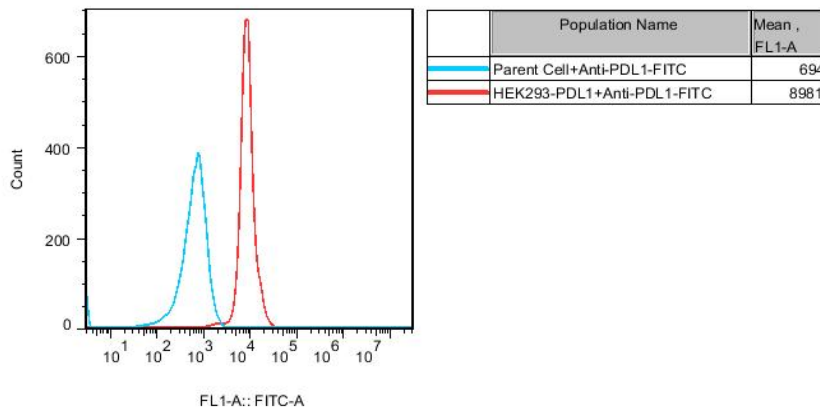 600
400
200
0
Count
10 1
10 2
10 3
10 4
10 5
10 6
10 7
FL1-A:: FITC-A
Population Name
Mean ,
FL1-A
Parent Cell+Anti-PDL1-FITC
694
HEK293-PDL1+Anti-PDL1-FITC
8981